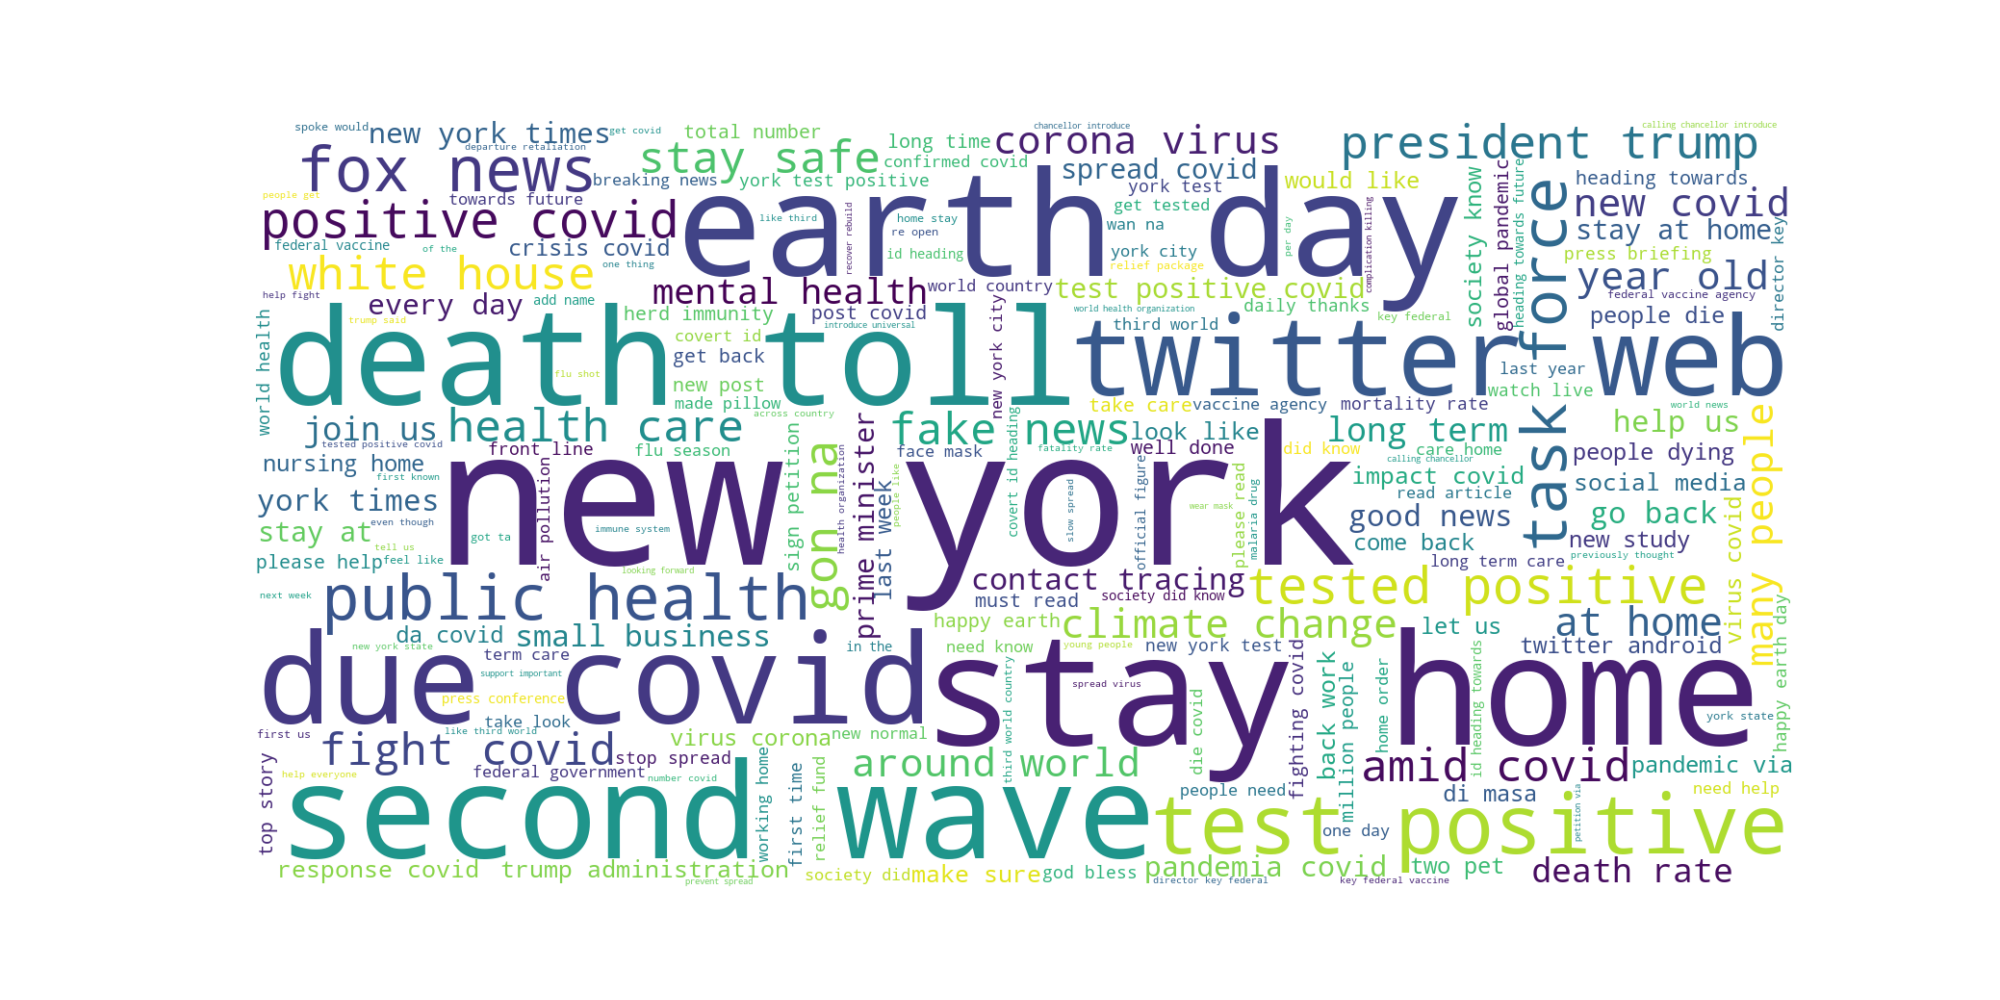 spoke would
new york times
get covid
total number
long time
chancellor introduce
corona virus
president trump
calling chancellor introduce
departure retaliation
fox news
stay safe
confirmed covid
spread covid
global pandemic
heading towards future
heading towards
people get
towards future
breaking news
york test positive
earth day
york test
would like
society know
task force
new covid
positive covid
like third
recover rebuild
home stay
get tested
wan na
re open
per day
complication killing
stay at home
director key
federal vaccine
of the
crisis covid
one thing
id heading
york city
relief package
press briefing
white house
year old
help fight
every day
add name
mental health
world country
test positive covid
federal vaccine agency
world health
trump said
herd immunity
post covid
new york city
world health organization
daily thanks
key federal
people die
death toll
introduce universal
covert id
third world
twitter web
get back
flu shot
last year
new post
watch live
made pillow
across country
take care
vaccine agency
mortality rate
world news
many people
join us
health care
prime minister
fake news
covert id heading
look like
long term
help us
tested positive covid
front line
flu season
sign petition
gon na
health organization
people like
face mask
fatality rate
well done
did know
care home
calling chancellor
people dying
nursing home
first known
new york
last week
slow spread
official figure
please read
malaria drug
impact covid
social media
york times
air pollution
wear mask
read article
virus covid
even though
good news
go back
stay at
immune system
got ta
come back
new study
tell us
please help
feel like
long term care
previously thought
looking forward
public health
contact tracing
tested positive
next week
must read
society did know
happy earth day
happy earth
climate change
let us
at home
da covid
small business
in the
need know
young people
new york test
twitter android
new york state
term care
support important
third world country
spread virus
fighting covid
million people
back work
home order
id heading towards
due covid
stay home
press conference
die covid
york state
take look
like third world
first us
fight covid
stop spread
virus corona
new normal
top story
help everyone
federal government
number covid
working home
first time
relief fund
around world
amid covid
pandemic via
second wave
people need
di masa
petition via
need help
test positive
one day
response covid
trump administration
prevent spread
society did
make sure
god bless
pandemia covid
director key federal
two pet
key federal vaccine
death rate